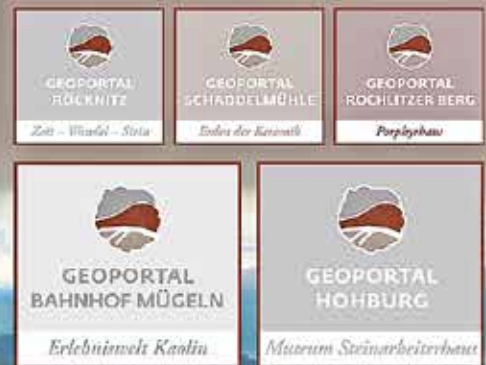 GEOPORTAL
RÖCKNITZ
Zeit – Wandel – Stein
GEOPORTAL
SCHADDELMÜHLE
Erden der Keramik
GEOPORTAL
ROCHLITZER BERG
Porphyrhaus
GEOPORTAL
BAHNHOF MÜGELN
Erlebniswelt Kaolin
GEOPORTAL
HOHBURG
Museum Steinarbeiterhaus